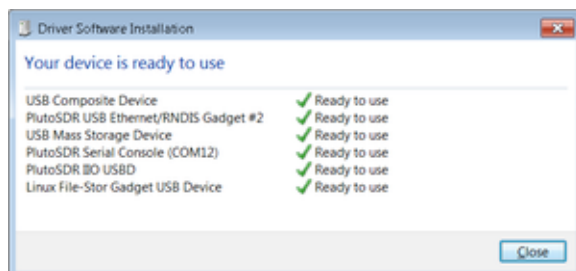 Driver Software Installation
Your device is ready to use
USB Composite Device Ready to use
PlutoSDR USB Ethernet/RNDIS Gadget #2 Ready to use
USB Mass Storage Device Ready to use
PlutoSDR Serial Console (COM12) Ready to use
PlutoSDR IIO USBD Ready to use
Linux File-Stor Gadget USB Device Ready to use
Close